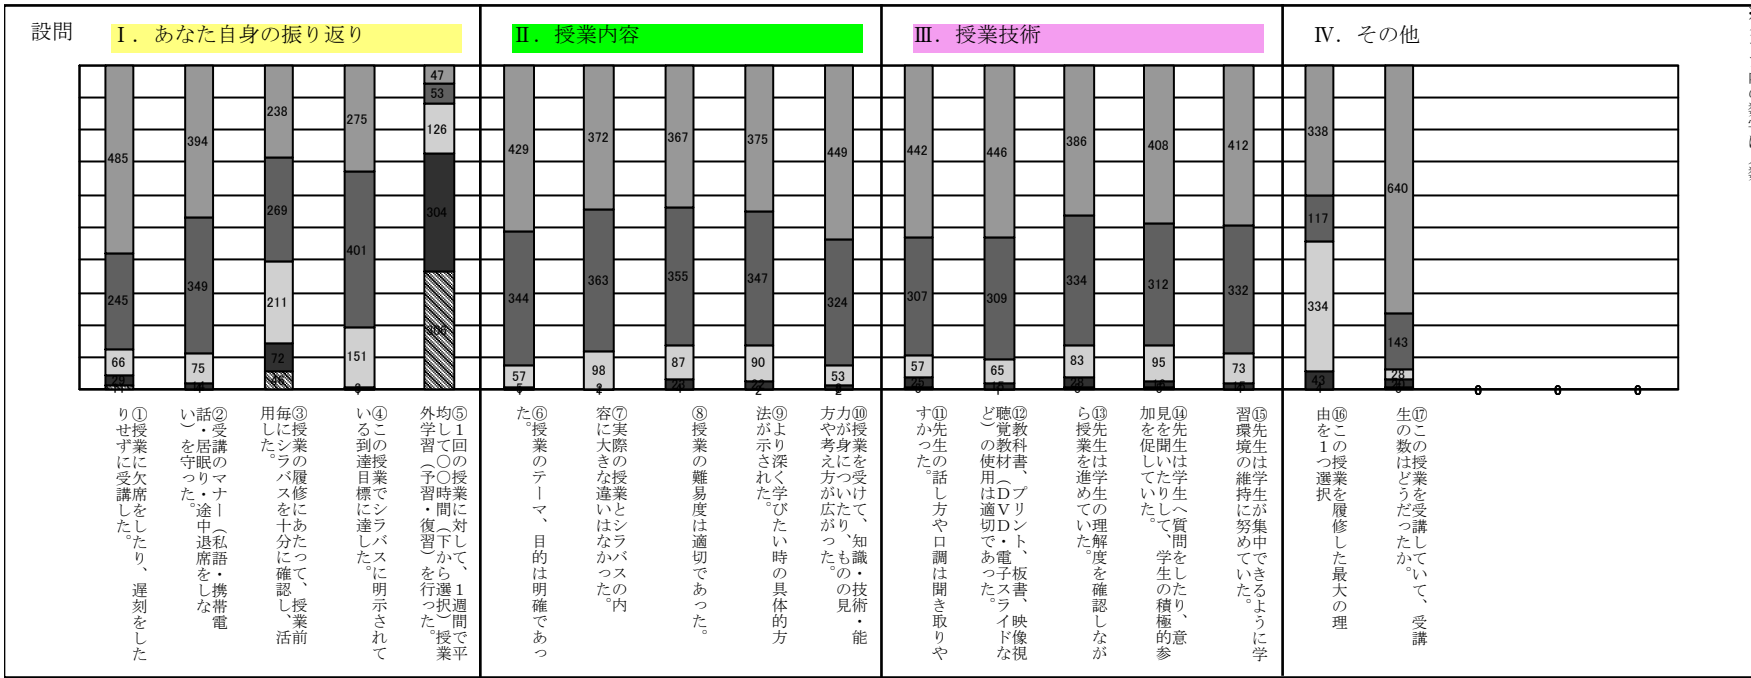 設問
Ⅰ．あなた自身の振り返り
Ⅱ．授業内容
Ⅲ．授業技術
Ⅳ．その他
485
245
66
29
11
394
349
75
14
238
269
211
72
46
275
401
151
47
53
126
304
306
429
344
57
372
363
98
367
355
87
375
347
90
22
449
324
53
442
307
57
25
446
309
65
15
386
334
83
408
312
95
16
412
332
73
15
338
117
334
43
640
143
28
0
0
0
①授業に欠席をしたり、遅刻をした
りせずに受講した。
②受講のマナー（私語・携帯電
話・居眠り・途中退席をしな
い）を守った。
③授業の履修にあたって、授業前
毎にシラバスを十分に確認し、活
用した。
④この授業でシラバスに明示されて
いる到達目標に達した。
⑤１回の授業に対して、１週間で平
均して〇〇時間（下から選択）授業
外学習（予習・復習）を行った。
⑥授業のテーマ、目的は明確であっ
た。
⑦実際の授業とシラバスの内
容に大きな違いはなかった。
⑧授業の難易度は適切であった。
⑨より深く学びたい時の具体的方
法が示された。
⑩授業を受けて、知識・技術・能
力が身についたり、ものの見
方や考え方が広がった。
⑪先生の話し方や口調は聞き取りや
すかった。
⑫教科書、プリント、板書、映像視
聴覚教材（ＤＶＤ・電子スライドな
ど）の使用は適切であった。
⑬先生は学生の理解度を確認しなが
ら授業を進めていた。
⑭先生は学生へ質問をしたり、意
見を聞いたりして、学生の積極的参
加を促していた。
⑮先生は学生が集中できるように学
習環境の維持に努めていた。
⑯この授業を履修した最大の理
由を１つ選択
⑰この授業を受講していて、受講
生の数はどうだったか。